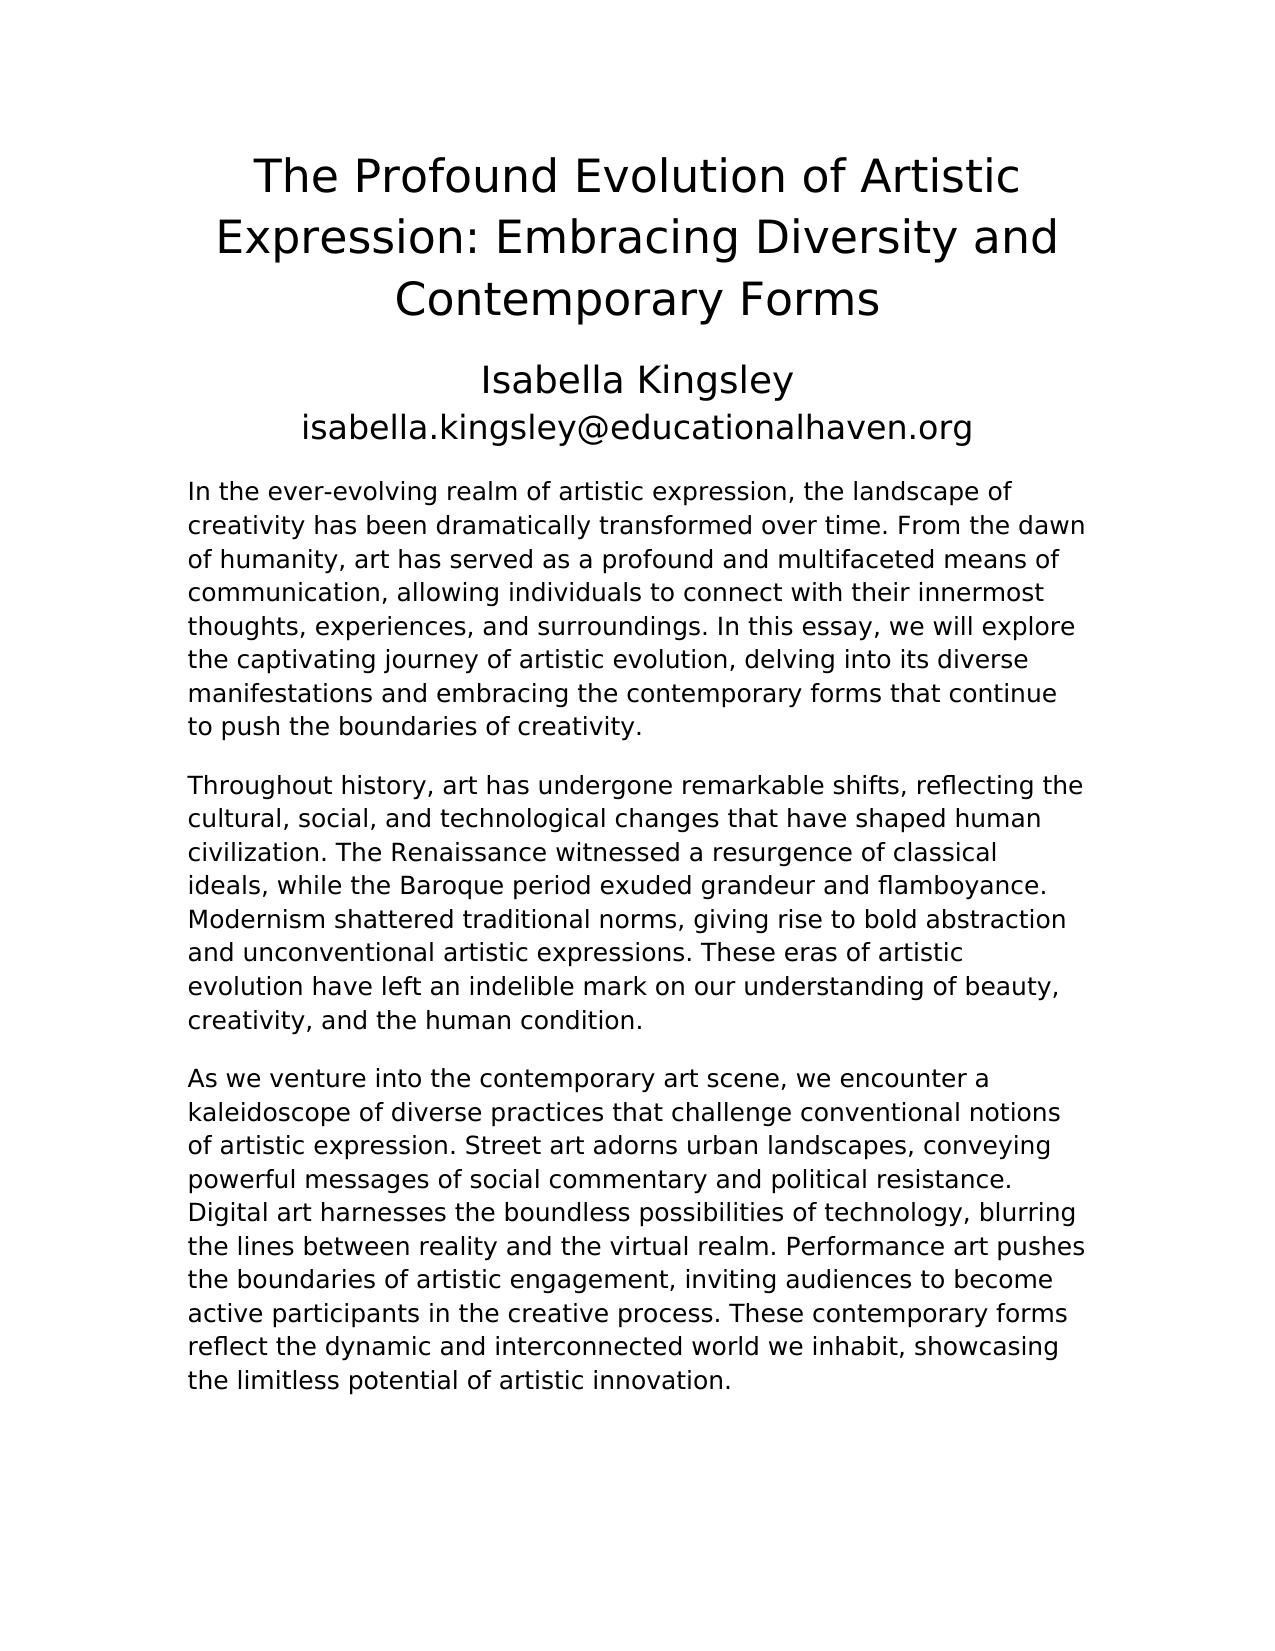 The Profound Evolution of Artistic
Expression: Embracing Diversity and
Contemporary Forms
Isabella Kingsley
isabella.kingsley@educationalhaven.org
In the ever-evolving realm of artistic expression, the landscape of
creativity has been dramatically transformed over time. From the dawn
of humanity, art has served as a profound and multifaceted means of
communication, allowing individuals to connect with their innermost
thoughts, experiences, and surroundings. In this essay, we will explore
the captivating journey of artistic evolution, delving into its diverse
manifestations and embracing the contemporary forms that continue
to push the boundaries of creativity.
Throughout history, art has undergone remarkable shifts, reflecting the
cultural, social, and technological changes that have shaped human
civilization. The Renaissance witnessed a resurgence of classical
ideals, while the Baroque period exuded grandeur and flamboyance.
Modernism shattered traditional norms, giving rise to bold abstraction
and unconventional artistic expressions. These eras of artistic
evolution have left an indelible mark on our understanding of beauty,
creativity, and the human condition.
As we venture into the contemporary art scene, we encounter a
kaleidoscope of diverse practices that challenge conventional notions
of artistic expression. Street art adorns urban landscapes, conveying
powerful messages of social commentary and political resistance.
Digital art harnesses the boundless possibilities of technology, blurring
the lines between reality and the virtual realm. Performance art pushes
the boundaries of artistic engagement, inviting audiences to become
active participants in the creative process. These contemporary forms
reflect the dynamic and interconnected world we inhabit, showcasing
the limitless potential of artistic innovation.